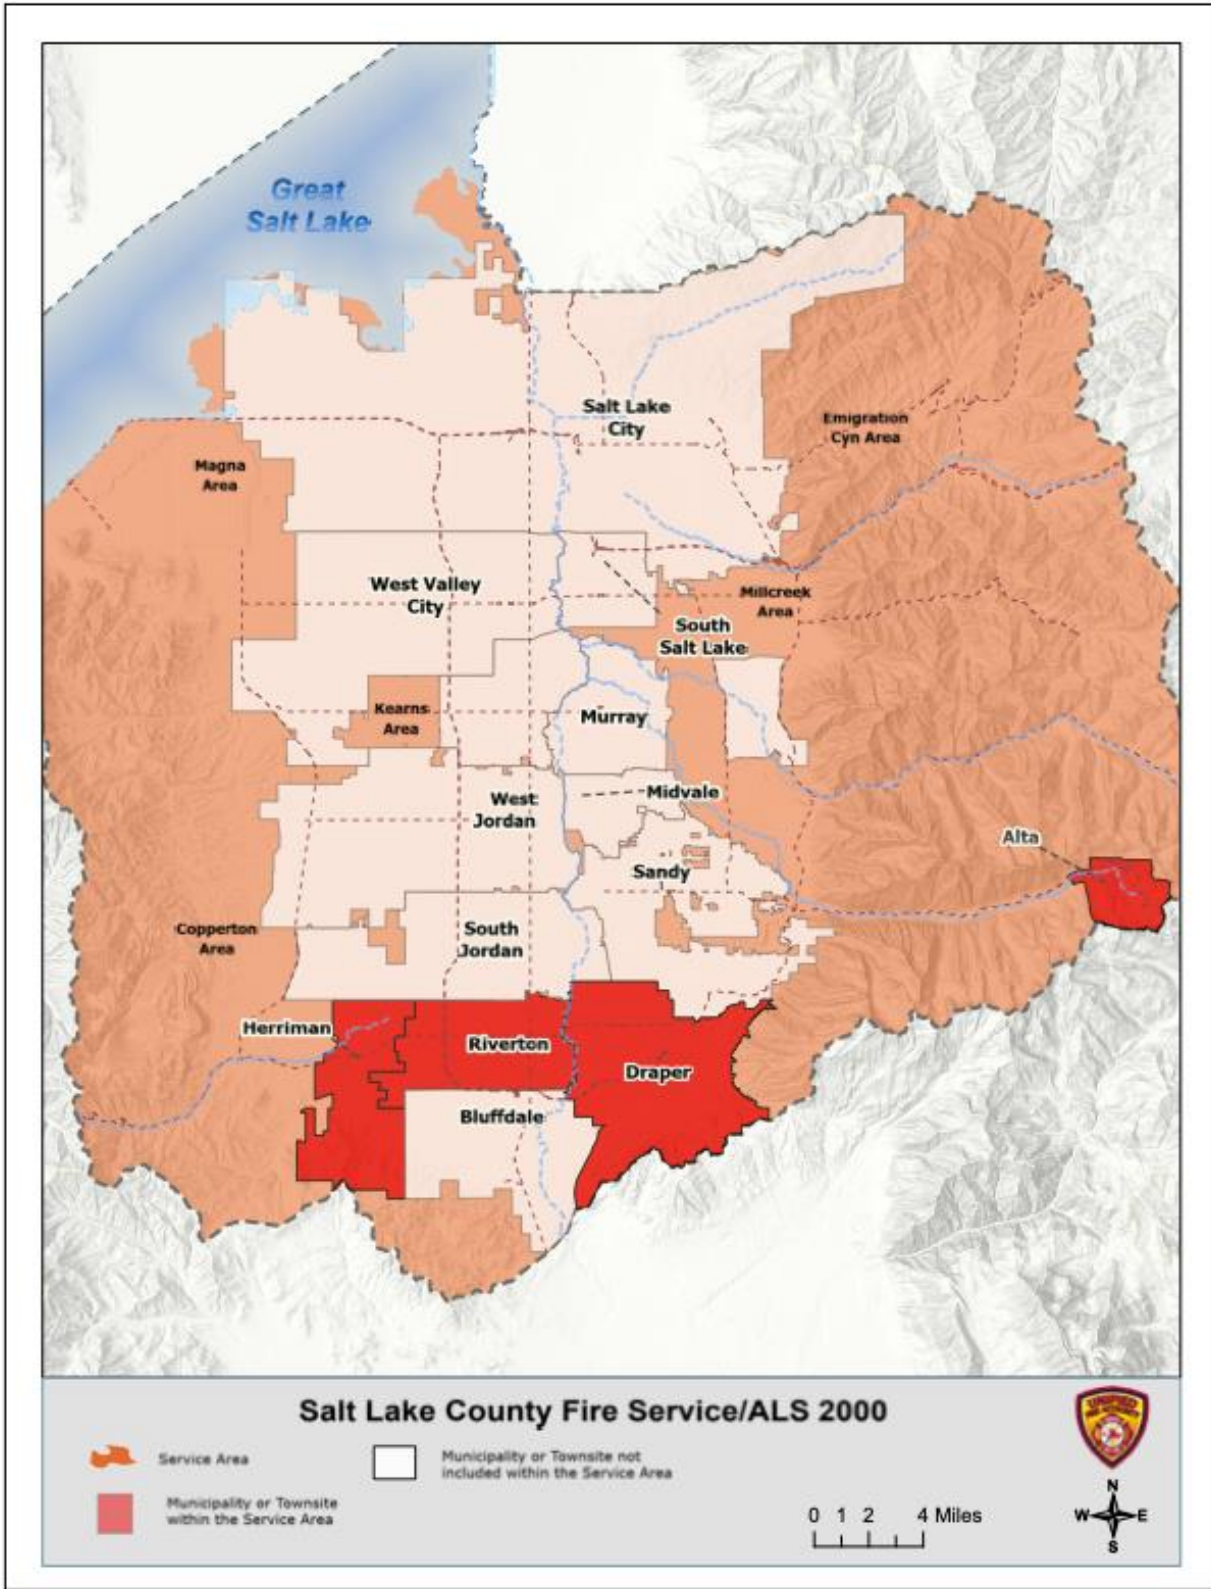 Great
Salt Lake
Salt Lake
City
Emigration
Cyn Area
Magna
Area
West Valley
City
Millcreek
Area
South
Salt Lake
Kearns
Area
Murray
West
Jordan
Midvale
Alta
Sandy
Copperton
Area
South
Jordan
Herriman
Riverton
Draper
Bluffdale
Salt Lake County Fire Service/ALS 2000
Service Area
Municipality or Townsite not
included within the Service Area
Municipality or Townsite
within the Service Area
0 1 2 4 Miles
UNIFIED
FIRE AUTHORITY
N
W E
S